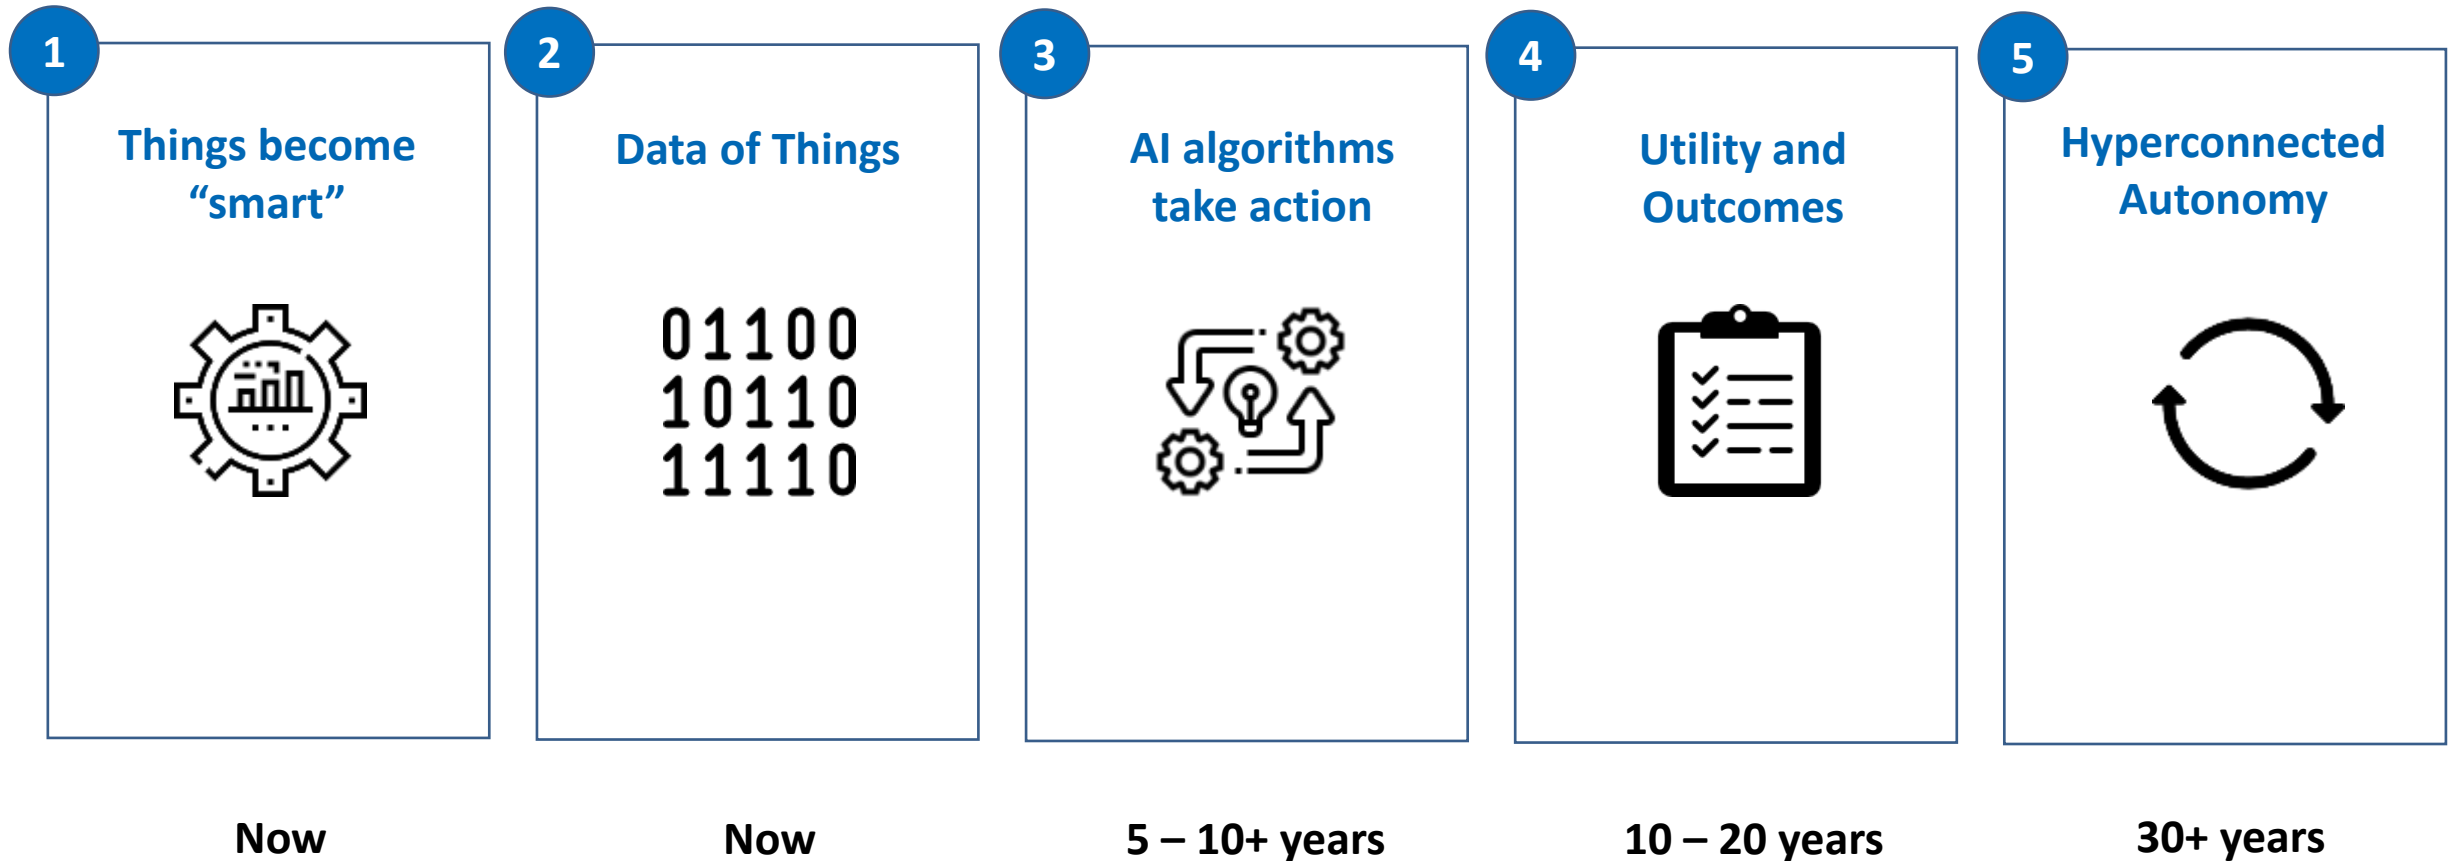 1
Things become
“smart”
Now
2
Data of Things
01100
10110
11110
Now
3
AI algorithms
take action
5 – 10+ years
4
Utility and
Outcomes
10 – 20 years
5
Hyperconnected
Autonomy
30+ years